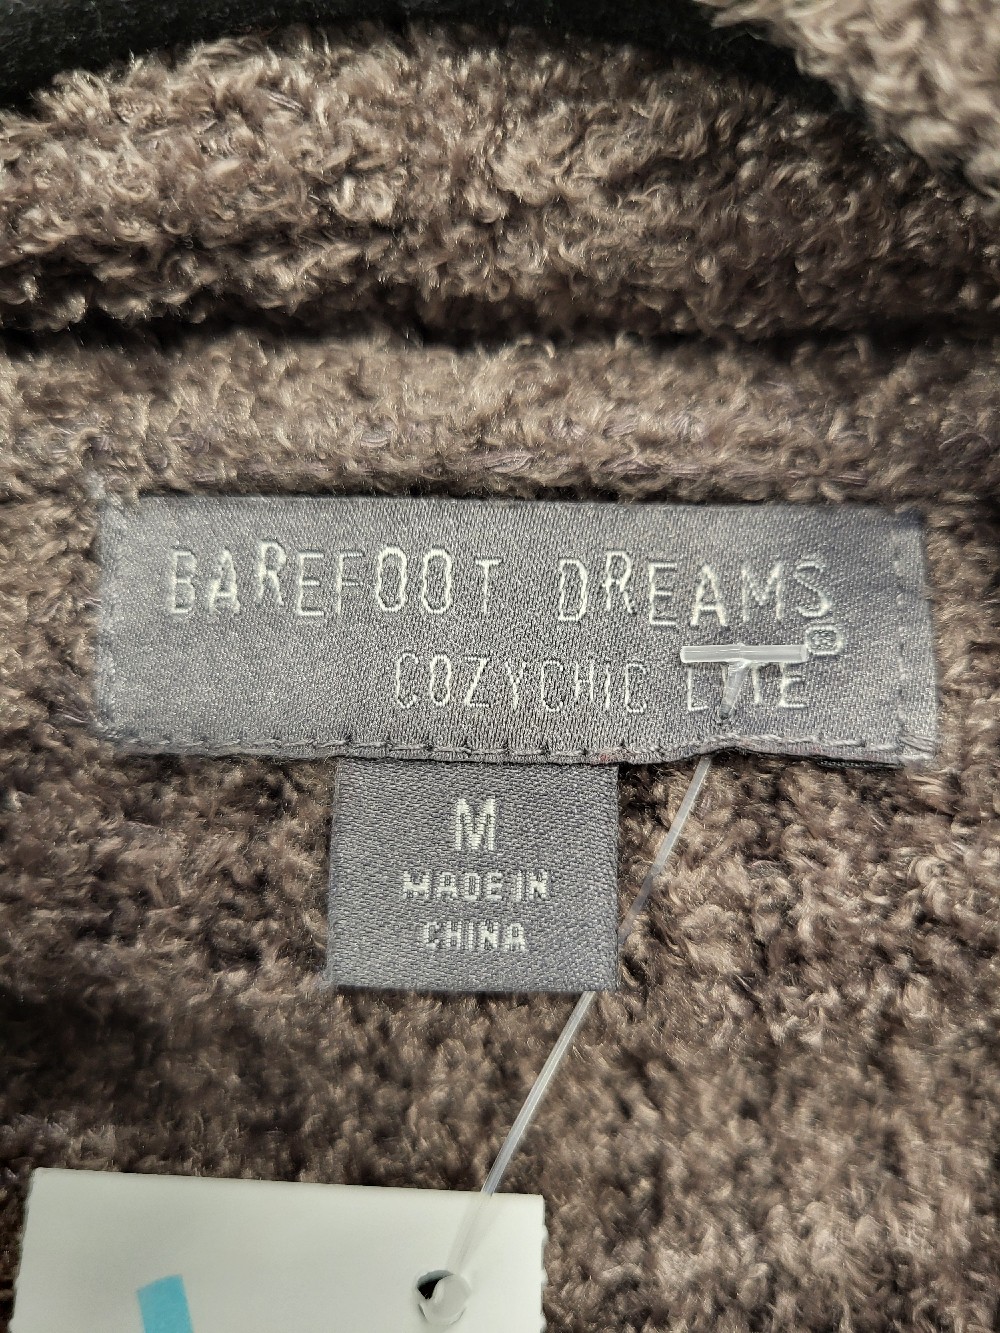 BAREFOOT DREAMS
®
COZYCHiC LITE
M
MADE IN
CHINA